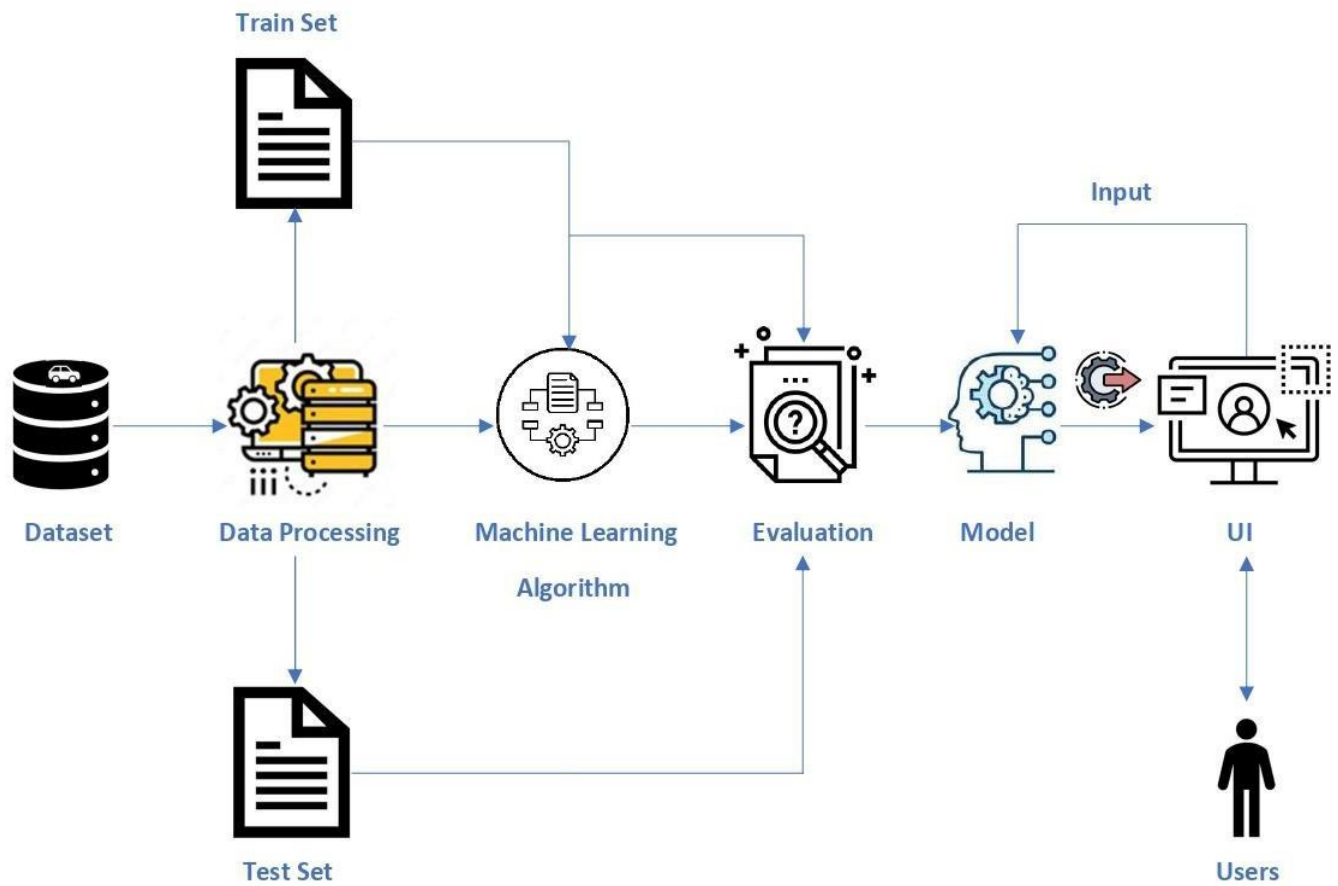 Train Set
Input
Dataset
Data Processing
Machine Learning
Algorithm
Evaluation
Model
UI
Test Set
Users